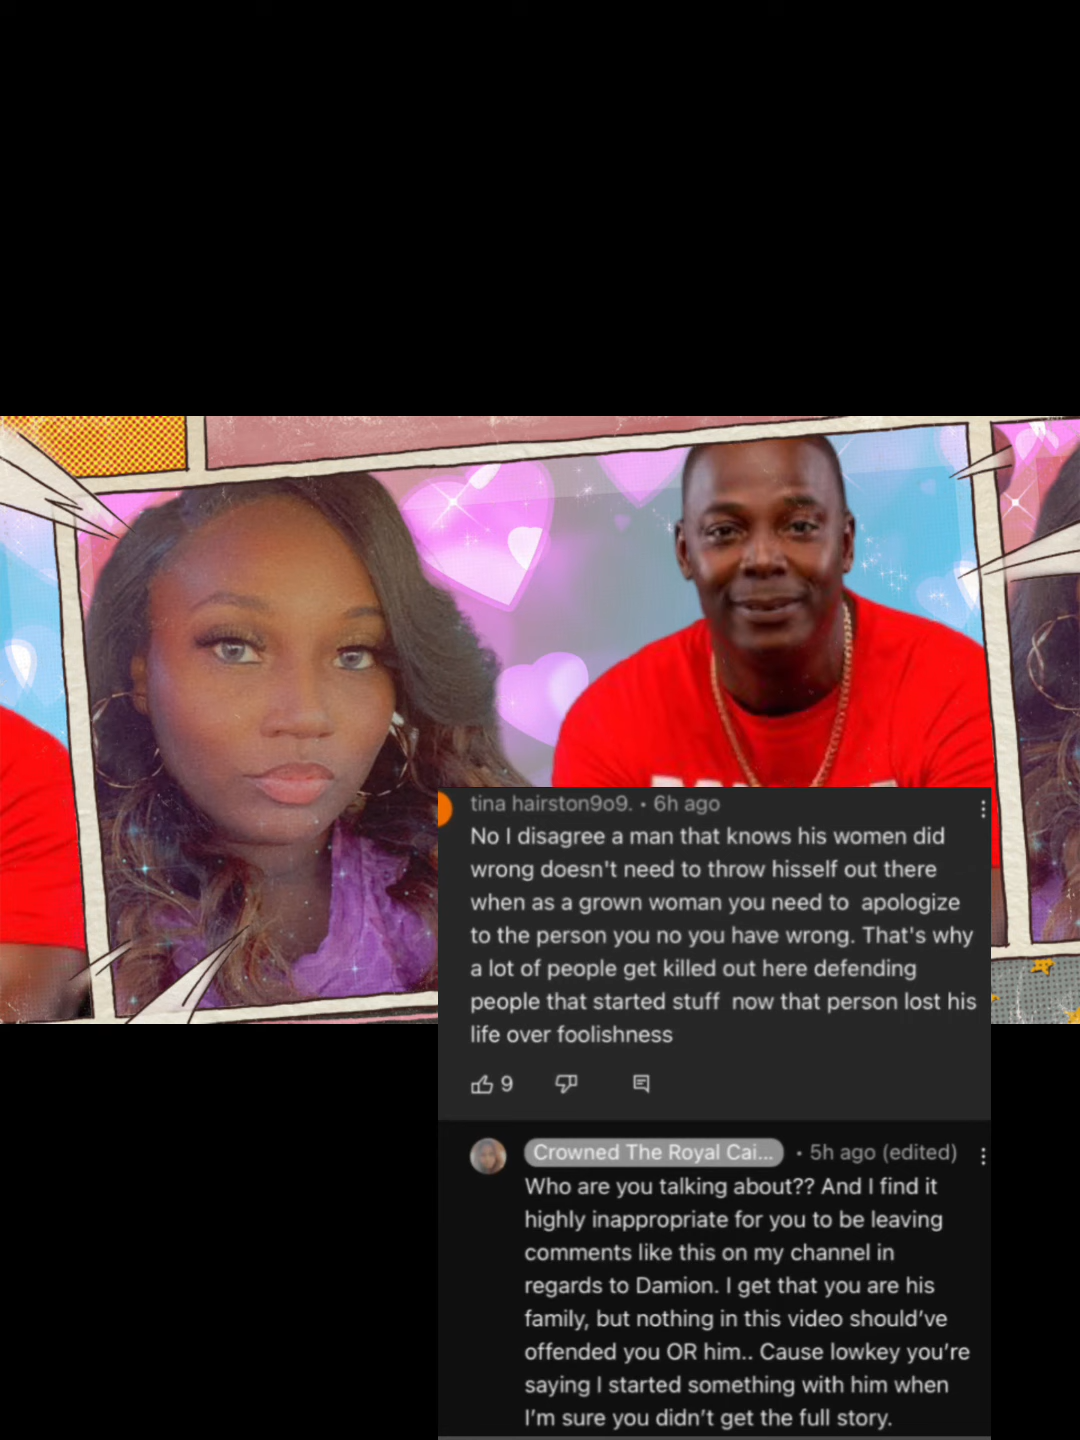 tina hairston9o9. • 6h ago
No I disagree a man that knows his women did
wrong doesn't need to throw hisself out there
when as a grown woman you need to  apologize
to the person you no you have wrong. That's why
a lot of people get killed out here defending
people that started stuff  now that person lost his
life over foolishness
9
Crowned The Royal Cai... • 5h ago (edited)
Who are you talking about?? And I find it
highly inappropriate for you to be leaving
comments like this on my channel in
regards to Damion. I get that you are his
family, but nothing in this video should've
offended you OR him.. Cause lowkey you're
saying I started something with him when
I'm sure you didn't get the full story.